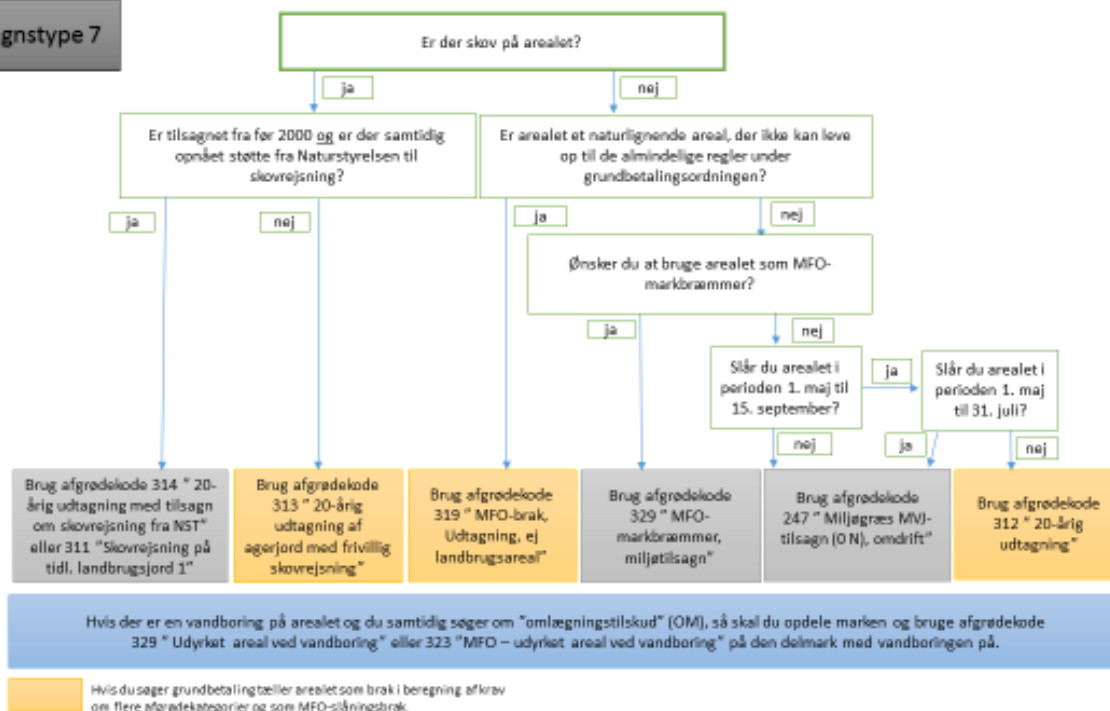 gnstype 7
Er der skov på arealet?
ja
nej
Er tilsagnet fra før 2000 og er der samtidig
opnået støtte fra Naturstyrelsen til
skovrejsning?
Er arealet et naturlignende areal, der ikke kan leve
op til de almindelige regler under
grundbetalingsordningen?
ja
nej
ja
nej
Ønsker du at bruge arealet som MFO-
markbræmmer?
ja
nej
Slår du arealet i
perioden 1. maj til
15. september?
ja
Slår du arealet i
perioden 1. maj
til 31. juli?
nej
ja
nej
Brug afgrødekode 314 " 20-
årig udtagning med tilsagn
om skovrejsning fra NST"
eller 311 "Skovrejsning på
tidl. landbrugsjord 1"
Brug afgrødekode
313 " 20-årig
udtagning af
agerjord med frivillig
skovrejsning"
Brug afgrødekode
319 " MFO-brak,
Udtagning, ej
landbrugsareal"
Brug afgrødekode
329 " MFO-
markbræmmer,
miljøtilsagn"
Brug afgrødekode
247 " Miljøgræs MVJ-
tilsagn (0 N), omdrift"
Brug afgrødekode
312 " 20-årig
udtagning"
Hvis der er en vandboring på arealet og du samtidig søger om "omlægningstilskud" (OM), så skal du opdele marken og bruge afgrødekode
329 " Udyrket areal ved vandboring" eller 323 "MFO – udyrket areal ved vandboring" på den delmark med vandboringen på.
Hvis du søger grundbetaling tæller arealet som brak i beregning af krav
om flere afgrødekategorier og som MFO-slåningsbrak.